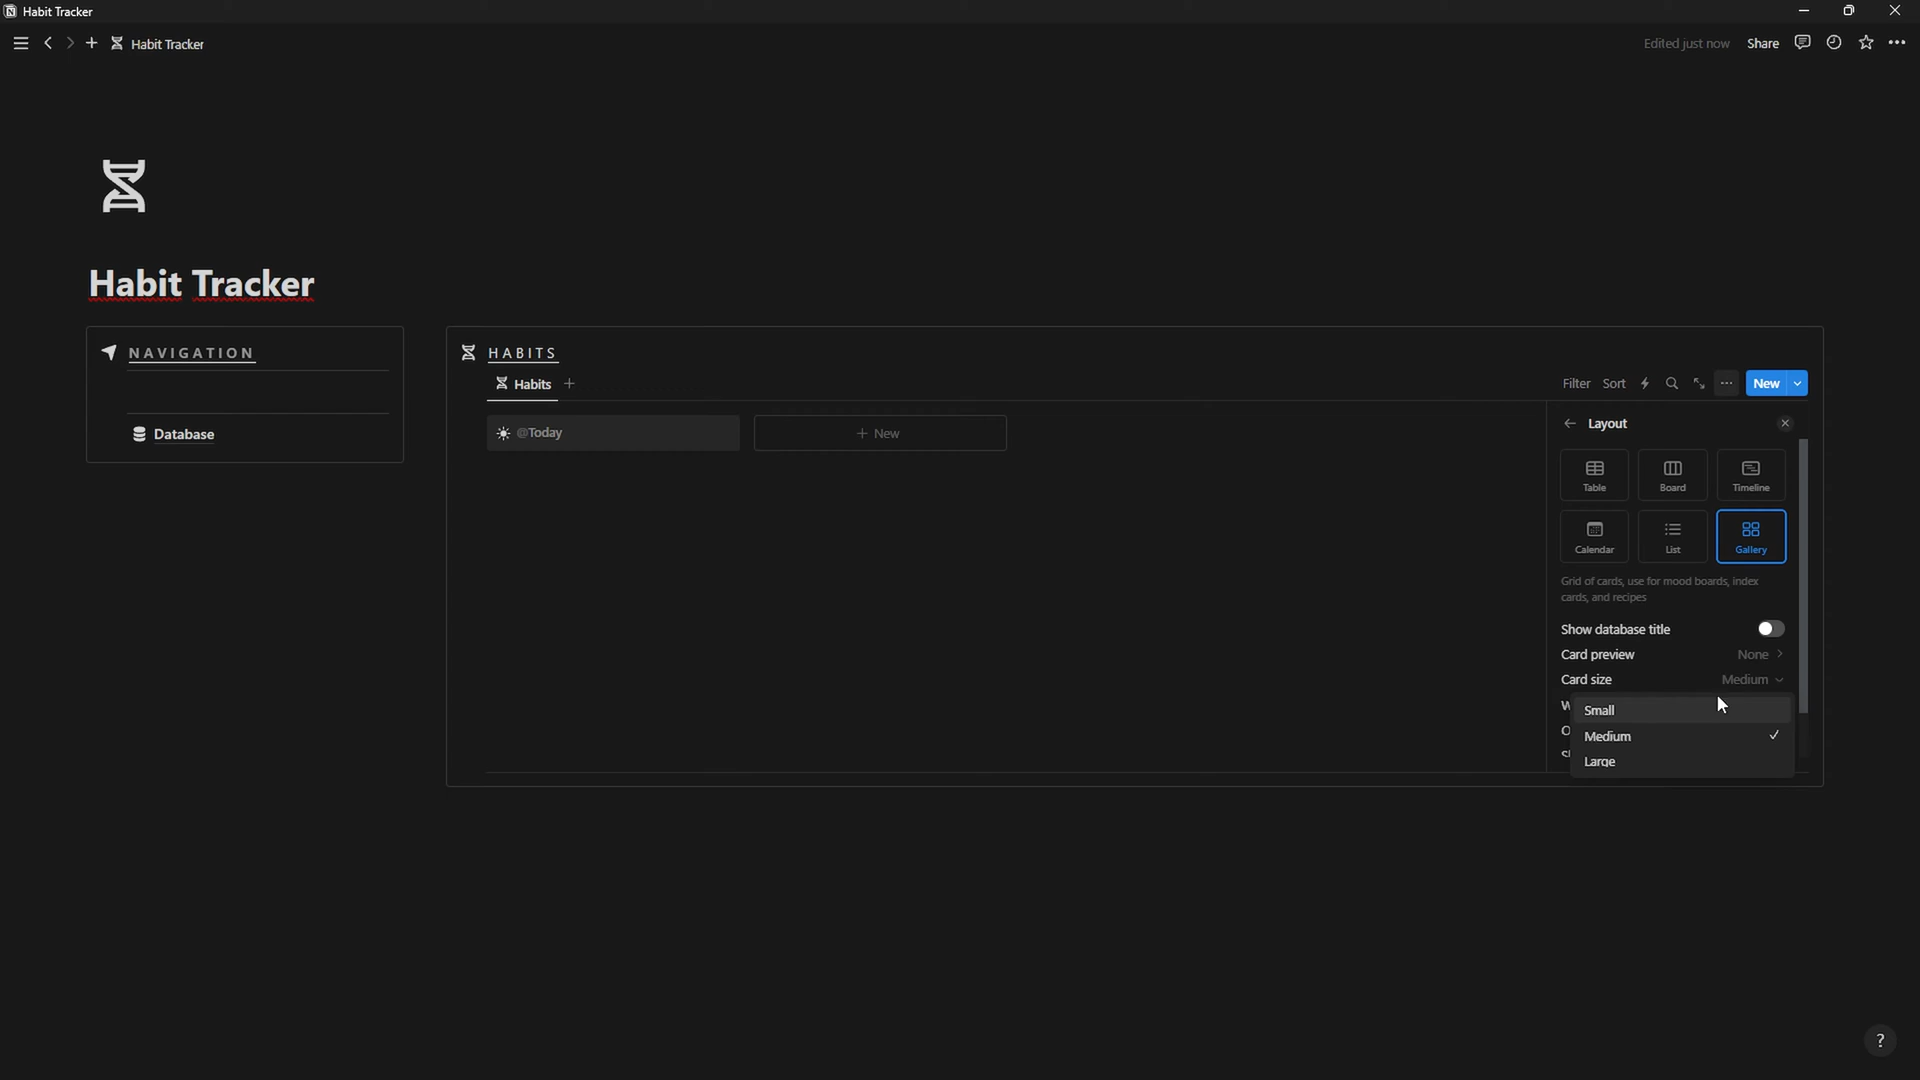 Habit Tracker
Habit Tracker
Edited just now
Share
Habit Tracker
NAVIGATION
Database
HABITS
Habits
Filter
Sort
New
@Today
New
Layout
Table
Board
Timeline
Calendar
List
Gallery
Grid of cards, use for mood boards, index
cards, and recipes
Show database title
Card preview
None
Card size
Medium
Small
Medium
Large
?